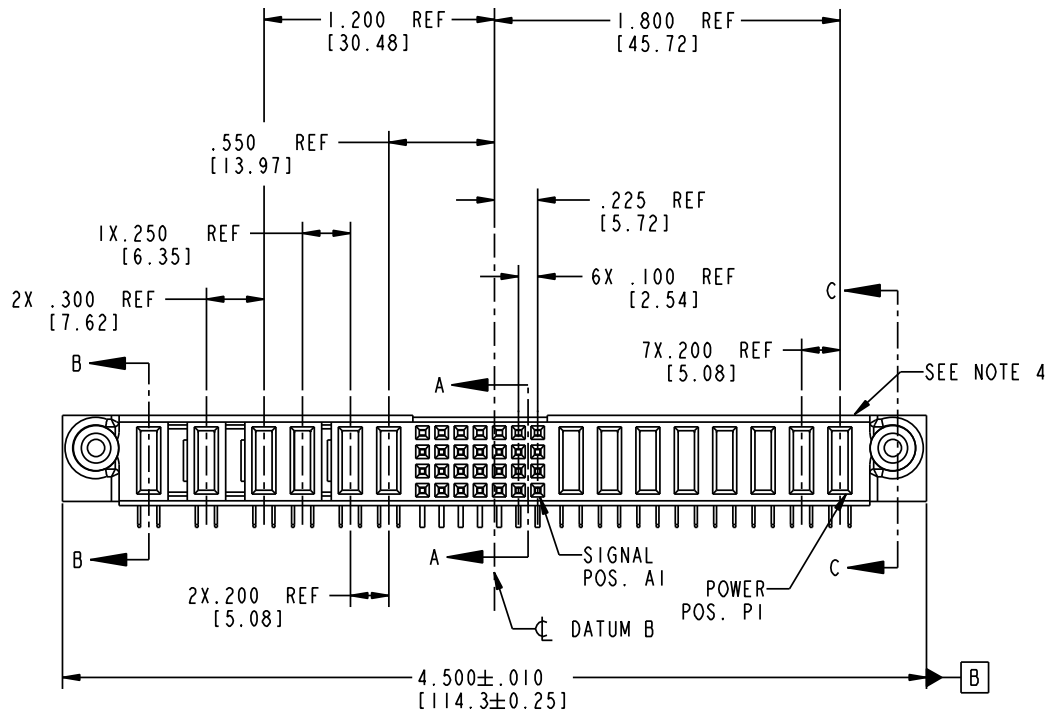 1.200 REF
[30.48]
1.800 REF
[45.72]
.550 REF
[13.97]
.225 REF
[5.72]
1X.250 REF
[6.35]
6X .100 REF
[2.54]
2X .300 REF
[7.62]
C
7X.200 REF
[5.08]
B
A
SEE NOTE 4
B
A
SIGNAL
POS. A1
C
POWER
POS. P1
2X.200 REF
[5.08]
℄ DATUM B
4.500±.010
[114.3±0.25]
B